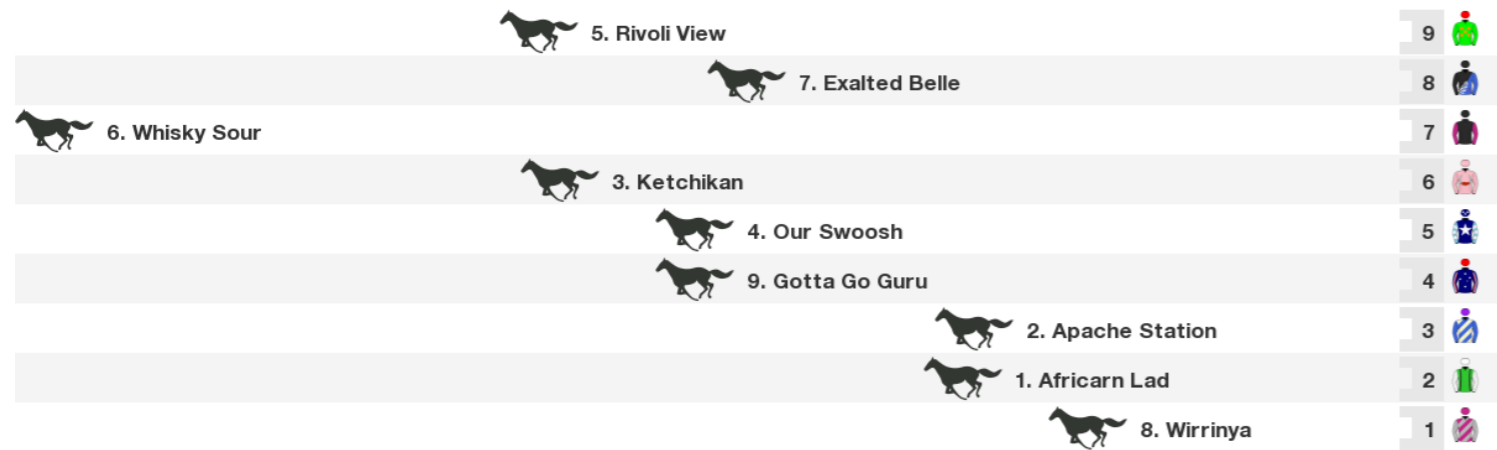 5. Rivoli View 9
7. Exalted Belle 8
6. Whisky Sour 7
3. Ketchikan 6
4. Our Swoosh 5
9. Gotta Go Guru 4
2. Apache Station 3
1. Africarn Lad 2
8. Wirrinya 1